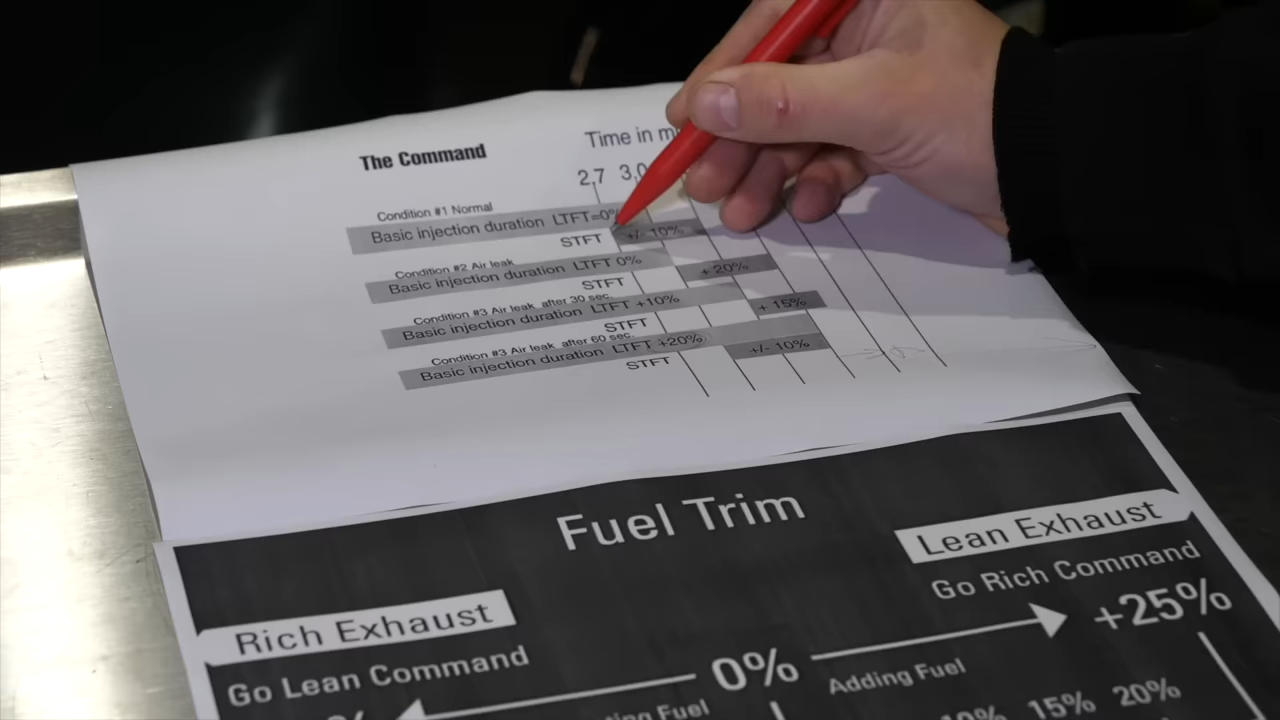 The Command
Time in
2,7 3,0
Condition #1 Normal
Basic injection duration LTFT=0%
STFT +/- 10%
Condition #2 Air leak
Basic injection duration LTFT 0%
STFT +20%
Condition #3 Air leak after 30 sec.
Basic injection duration LTFT +10%
STFT + 15%
Condition #3 Air leak after 60 sec.
Basic injection duration LTFT +20%
STFT +/- 10%
Fuel Trim
Lean Exhaust
Go Rich Command
+25%
Rich Exhaust
Go Lean Command
0%
Adding Fuel
Fuel
10% 15% 20%